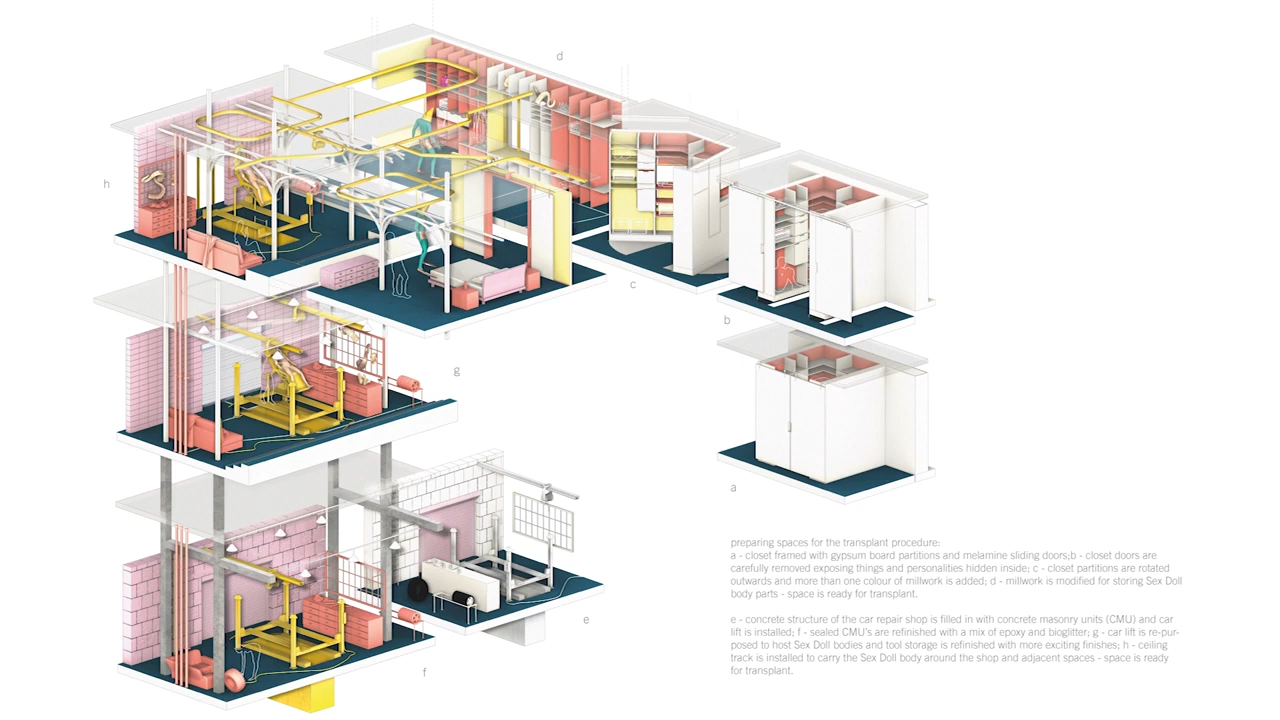 d
h
c
b
g
a
e
f
preparing spaces for the transplant procedure:
a - closet framed with gypsum board partitions and melamine sliding doors;b - closet doors are
carefully removed exposing things and personalities hidden inside; c - closet partitions are rotated
outwards and more than one colour of millwork is added; d - millwork is modified for storing Sex Doll
body parts - space is ready for transplant.
e - concrete structure of the car repair shop is filled in with concrete masonry units (CMU) and car
lift is installed; f - sealed CMU's are refinished with a mix of epoxy and bioglitter; g - car lift is re-pur-
posed to host Sex Doll bodies and tool storage is refinished with more exciting finishes; h - ceiling
track is installed to carry the Sex Doll body around the shop and adjacent spaces - space is ready
for transplant.